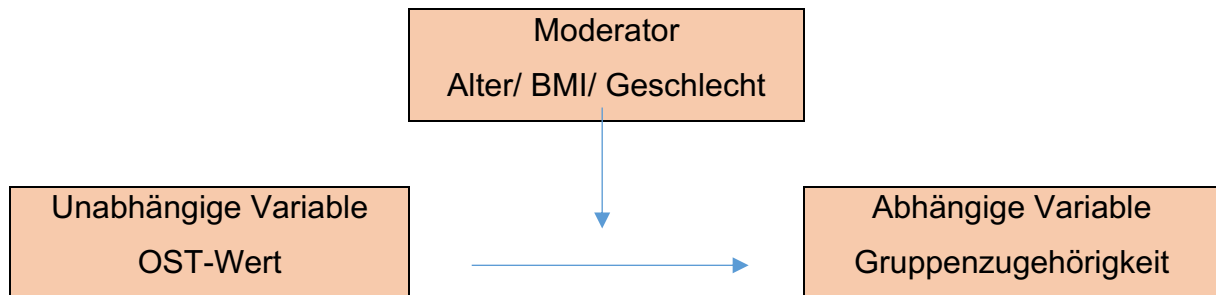 Moderator
Alter/ BMI/ Geschlecht
Unabhängige Variable
OST-Wert
Abhängige Variable
Gruppenzugehörigkeit